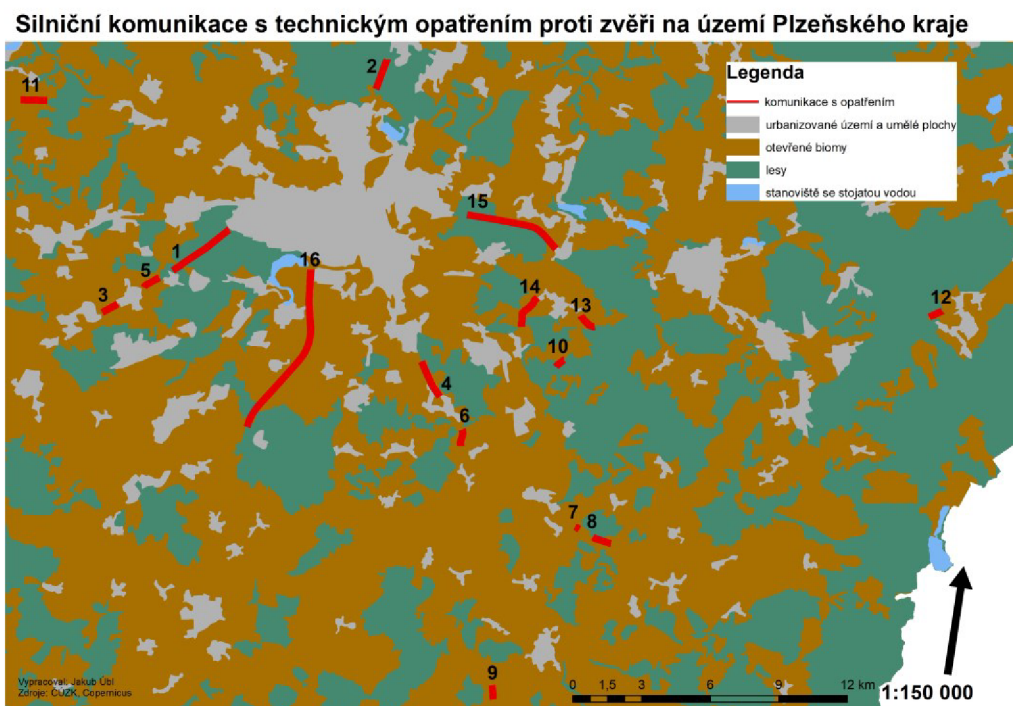 Silniční komunikace s technickým opatřením proti zvěři na území Plzeňského kraje
Legenda
komunikace s opatřením
urbanizované území a umělé plochy
otevřené biomy
lesy
stanoviště se stojatou vodou
11
2
15
1
16
5
3
14
13
12
10
4
6
7
8
9
Vypracoval: Jakub Übl
Zdroje: ČÚZK, Copernicus
0 1,5 3 6 9 12 km
1:150 000